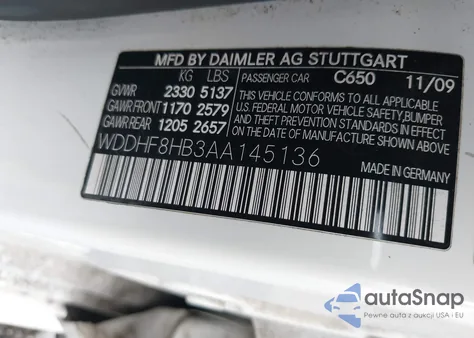 MFD BY DAIMLER AG STUTTGART
KG LBS PASSENGER CAR C650 11/09
GVWR 2330 5137
GAWR FRONT 1170 2579
GAWR REAR 1205 2657
THIS VEHICLE CONFORMS TO ALL APPLICABLE
U.S. FEDERAL MOTOR VEHICLE SAFETY,BUMPER
AND THEFT PREVENTION STANDARDS
IN EFFECT ON THE DATE OF
MANUFACTURE SHOWN ABOVE.
WDDHF8HB3AA145136
MADE IN GERMANY
autoSnap
Pewne auta z aukcji USA i EU